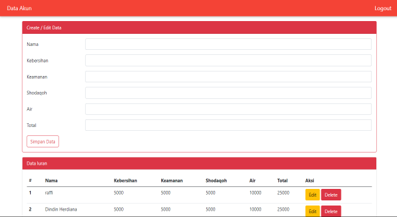 Data Akun Logout
Create / Edit Data
Nama
Kebersihan
Keamanan
Shodaqoh
Air
Total
Simpan Data
Data Iuran
# Nama Kebersihan Keamanan Shodaqoh Air Total Aksi
1 raffi 5000 5000 5000 10000 25000 Edit Delete
2 Dindin Herdiana 5000 5000 5000 10000 25000 Edit Delete